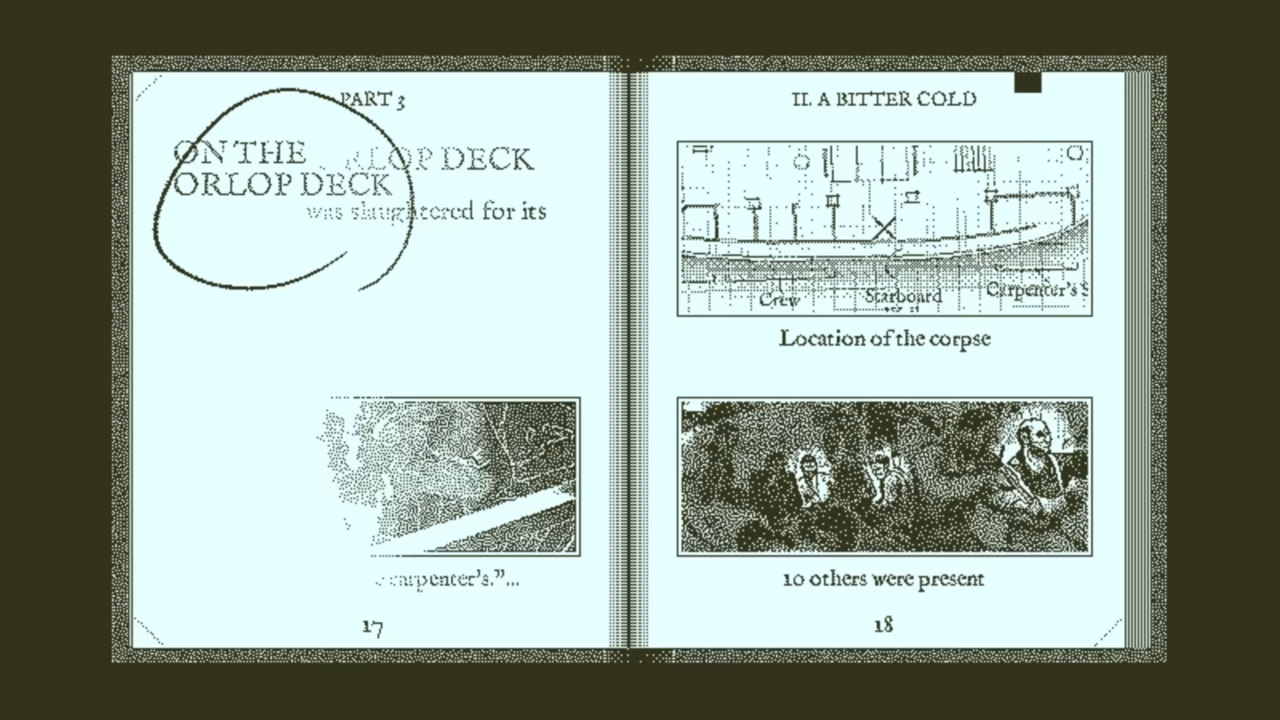 PART 3
ON THE
ORLOP DECK
ORLOP DECK
was slaughtered for its
carpenter's."...
17
II. A BITTER COLD
Crew
Starboard
Carpenter's S
Location of the corpse
10 others were present
18